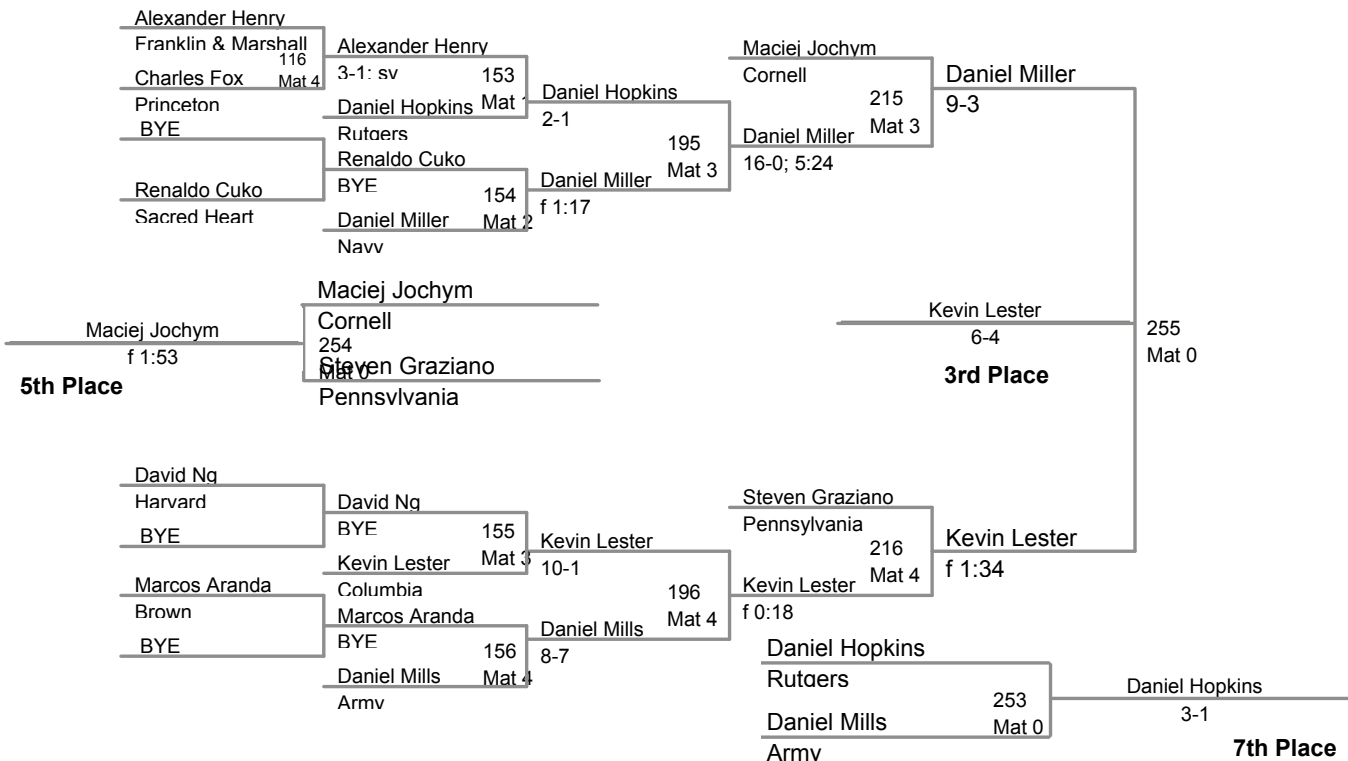 Alexander Henry
Franklin & Marshall
116
Mat 4
Charles Fox
Princeton
BYE
Renaldo Cuko
Sacred Heart
Alexander Henry
3-1; sv
153
Mat 1
Daniel Hopkins
Rutgers
Renaldo Cuko
BYE
154
Mat 2
Daniel Miller
Navy
Daniel Hopkins
2-1
195
Mat 3
Daniel Miller
f 1:17
Maciej Jochym
Cornell
215
Mat 3
Daniel Miller
16-0; 5:24
Daniel Miller
9-3
Maciej Jochym
Cornell
254
Mat 0
Steven Graziano
Pennsylvania
Maciej Jochym
f 1:53
5th Place
Kevin Lester
6-4
3rd Place
255
Mat 0
David Ng
Harvard
BYE
Marcos Aranda
Brown
BYE
David Ng
BYE
155
Mat 3
Kevin Lester
Columbia
Marcos Aranda
BYE
156
Mat 4
Daniel Mills
Army
Kevin Lester
10-1
196
Mat 4
Daniel Mills
8-7
Steven Graziano
Pennsylvania
216
Mat 4
Kevin Lester
f 0:18
Kevin Lester
f 1:34
Daniel Hopkins
Rutgers
253
Mat 0
Daniel Mills
Army
Daniel Hopkins
3-1
7th Place